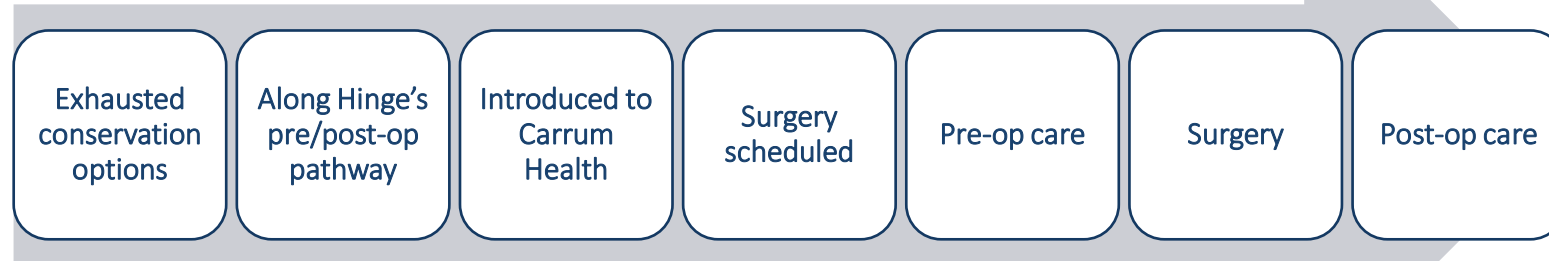 Exhausted
conservation
options
Along Hinge’s
pre/post-op
pathway
Introduced to
Carrum
Health
Surgery
scheduled
Pre-op care
Surgery
Post-op care